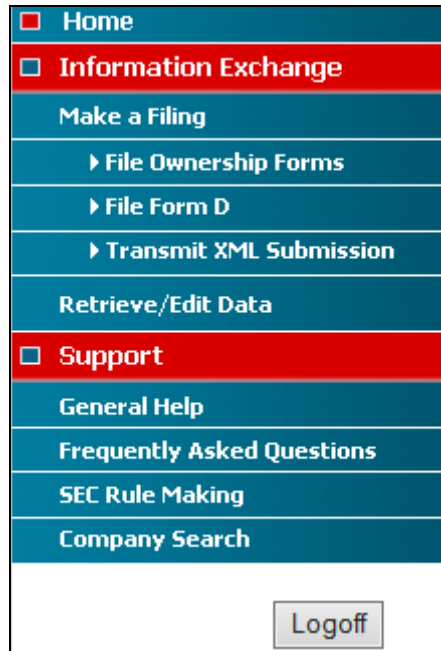 Home
Information Exchange
Make a Filing
File Ownership Forms
File Form D
Transmit XML Submission
Retrieve/Edit Data
Support
General Help
Frequently Asked Questions
SEC Rule Making
Company Search
Logoff